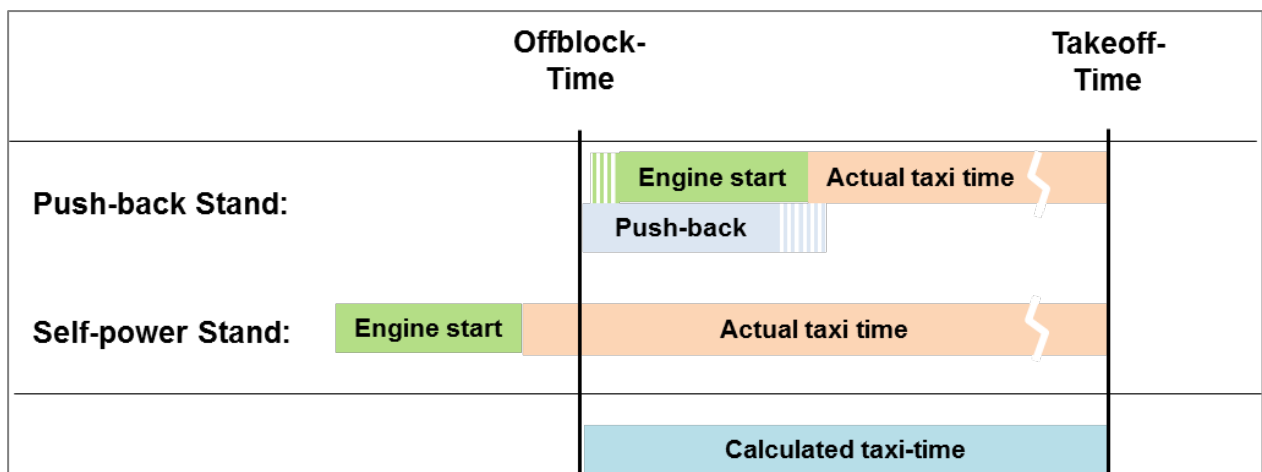 Offblock-
Time
Takeoff-
Time
Push-back Stand:
Engine start
Actual taxi time
Push-back
Self-power Stand:
Engine start
Actual taxi time
Calculated taxi-time